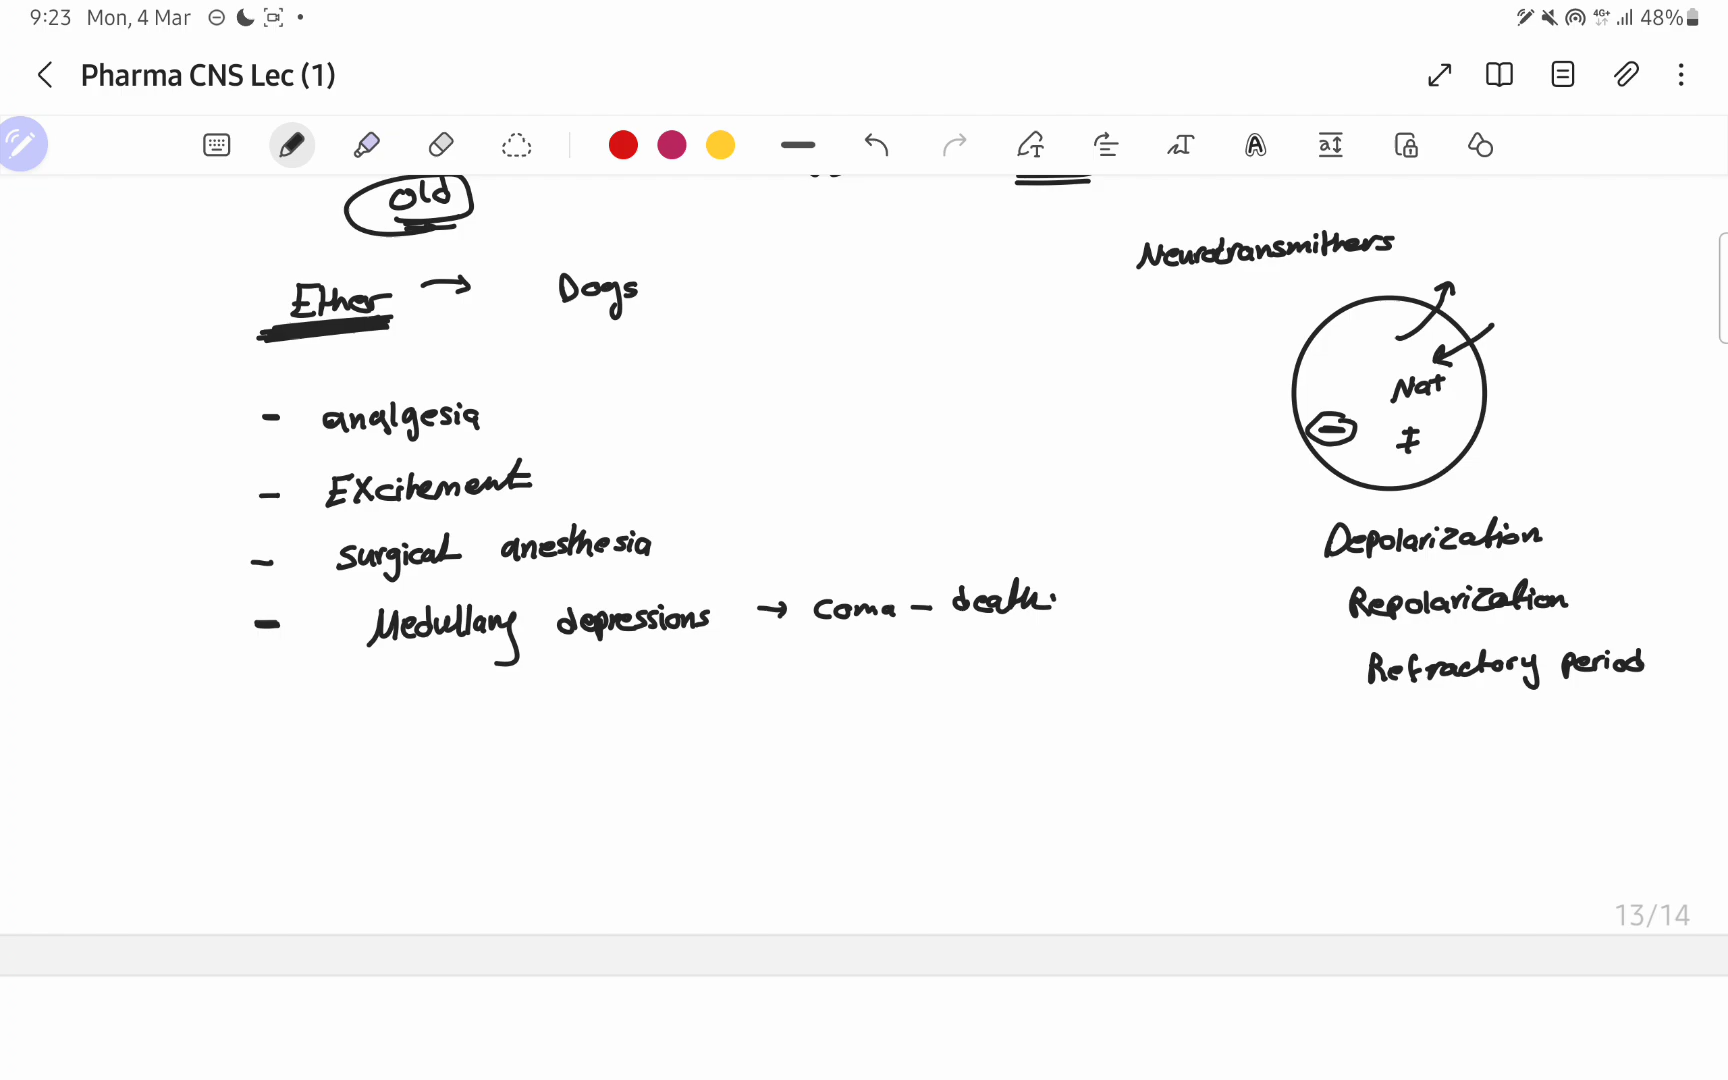 9:23 Mon, 4 Mar
4G+ 48%
Pharma CNS Lec (1)
old
Neurotransmitters
Ether → Dogs
Na+
- analgesia
- Excitement
- surgical anesthesia
- Medullary depressions → coma - death.
Depolarization
Repolarization
Refractory period
13/14